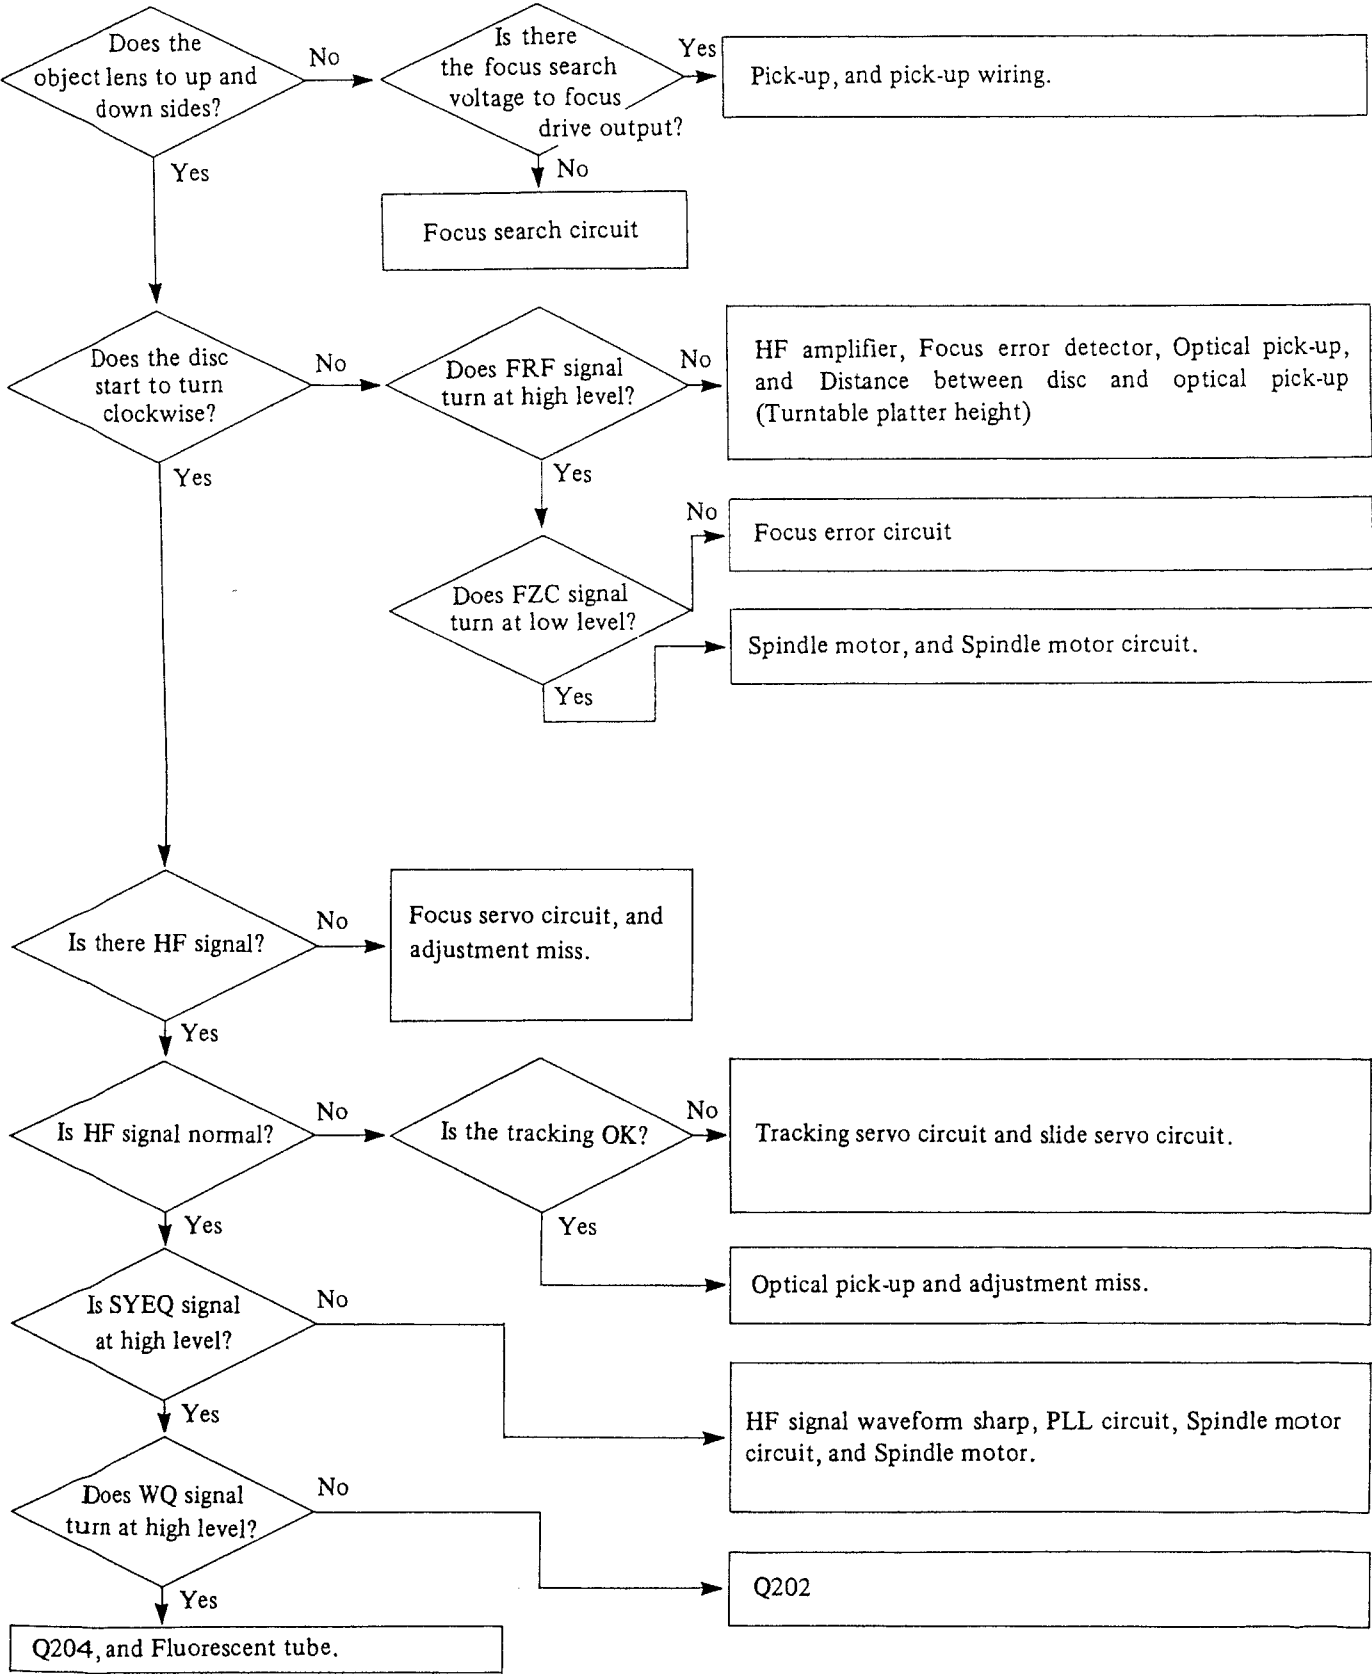 Does the
object lens to up and
down sides?
No
Is there
the focus search
voltage to focus
drive output?
Yes
Pick-up, and pick-up wiring.
Yes
No
Focus search circuit
Does the disc
start to turn
clockwise?
No
Does FRF signal
turn at high level?
No
HF amplifier, Focus error detector, Optical pick-up,
and Distance between disc and optical pick-up
(Turntable platter height)
Yes
Yes
Does FZC signal
turn at low level?
No
Focus error circuit
Yes
Spindle motor, and Spindle motor circuit.
Is there HF signal?
No
Focus servo circuit, and
adjustment miss.
Yes
Is HF signal normal?
No
Is the tracking OK?
No
Tracking servo circuit and slide servo circuit.
Yes
Yes
Optical pick-up and adjustment miss.
Is SYEQ signal
at high level?
No
HF signal waveform sharp, PLL circuit, Spindle motor
circuit, and Spindle motor.
Yes
Does WQ signal
turn at high level?
No
Q202
Yes
Q204, and Fluorescent tube.